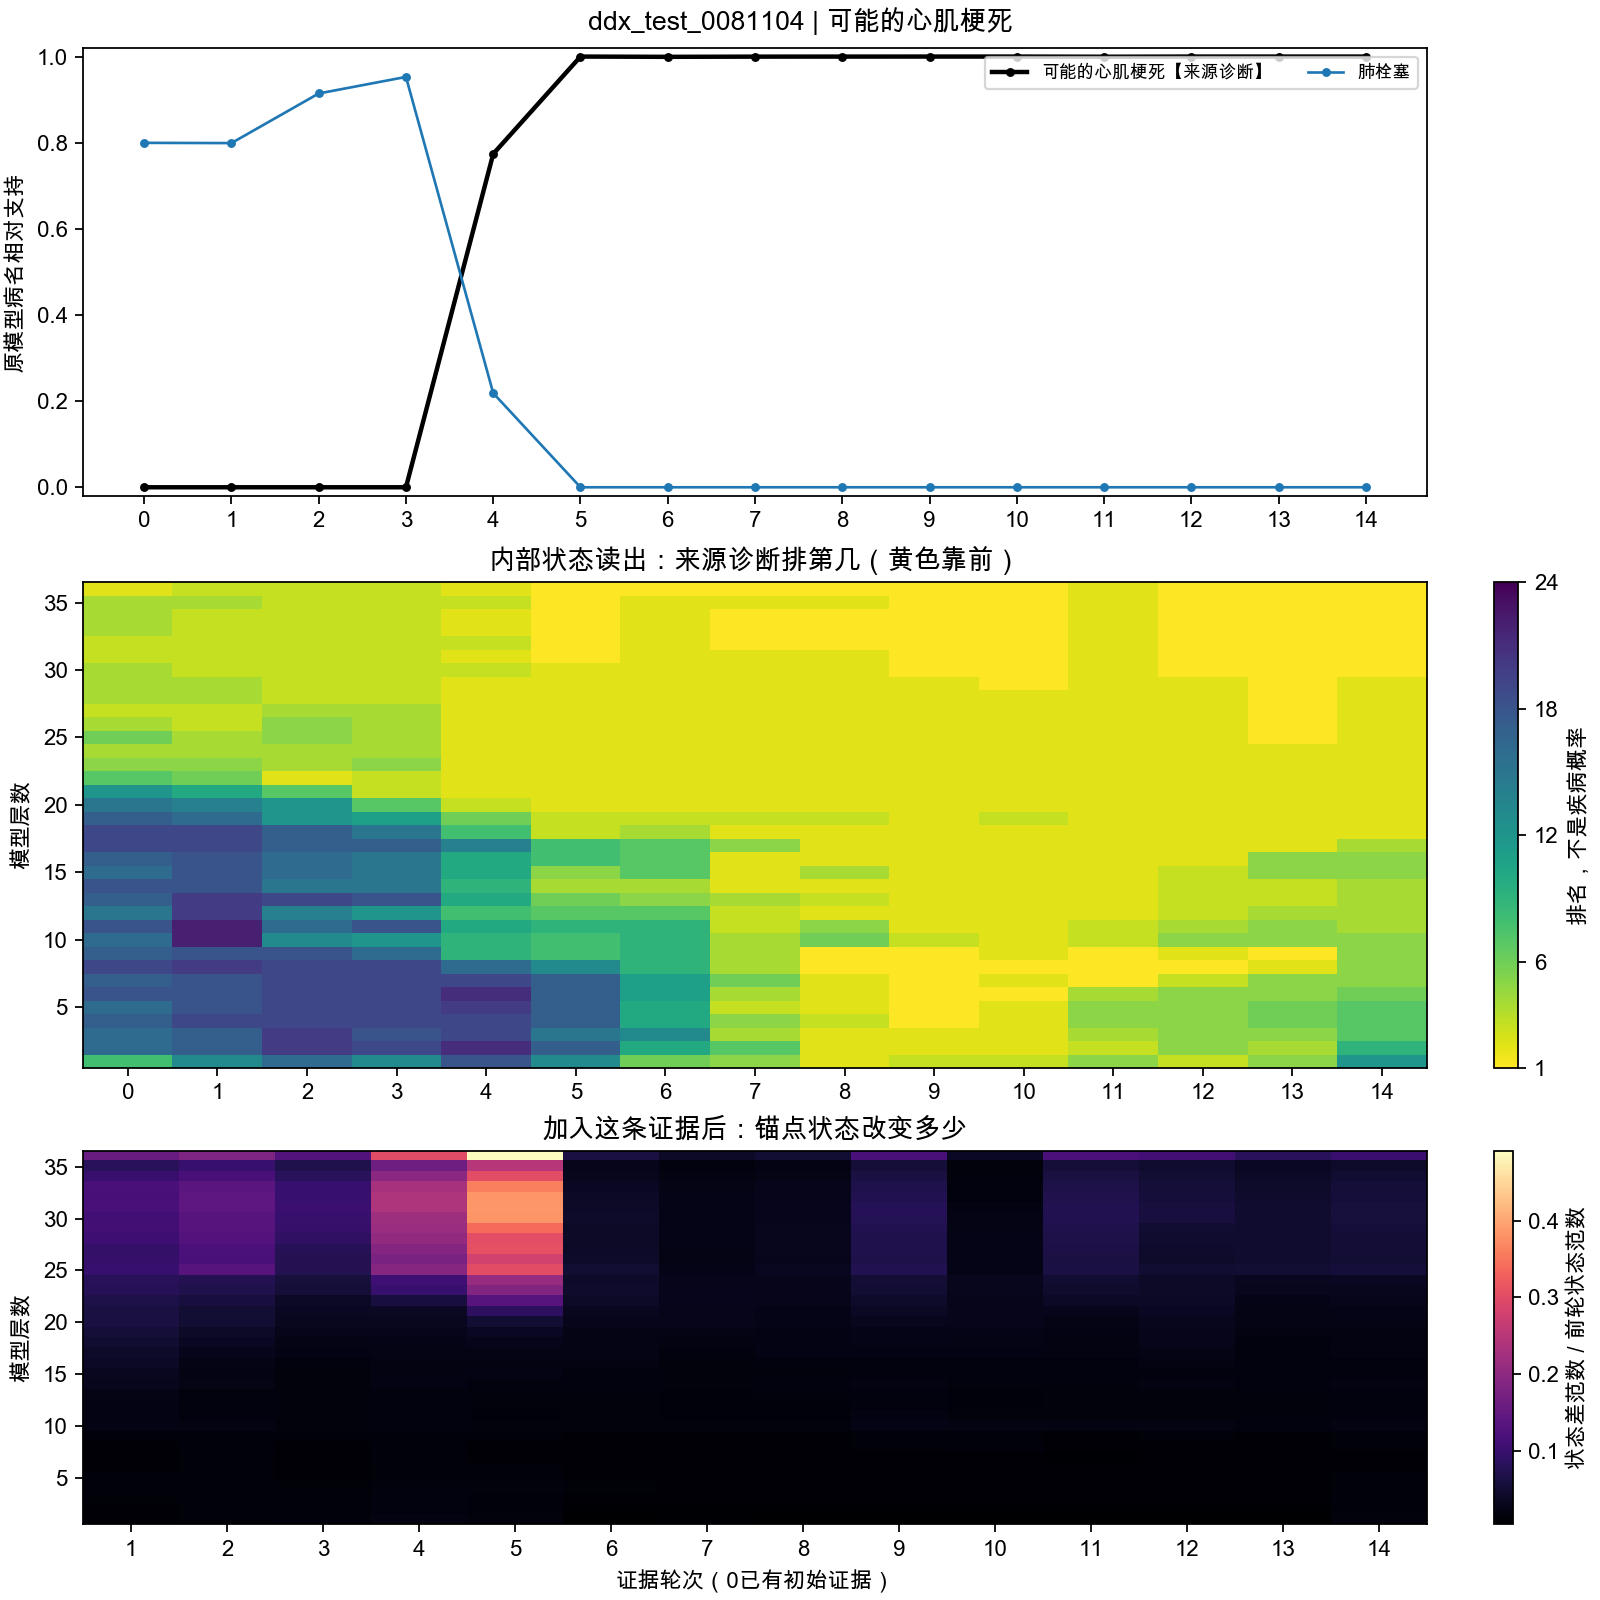 ddx_test_0081104 | 可能的心肌梗死
可能的心肌梗死【来源诊断】
肺栓塞
原模型病名相对支持
1.0
0.8
0.6
0.4
0.2
0.0
0 1 2 3 4 5 6 7 8 9 10 11 12 13 14
内部状态读出：来源诊断排第几（黄色靠前）
模型层数
35
30
25
20
15
10
5
0 1 2 3 4 5 6 7 8 9 10 11 12 13 14
24
18
12
6
1
排名，不是疾病概率
加入这条证据后：锚点状态改变多少
模型层数
35
30
25
20
15
10
5
1 2 3 4 5 6 7 8 9 10 11 12 13 14
证据轮次（0已有初始证据）
0.4
0.3
0.2
0.1
状态差范数 / 前轮状态范数